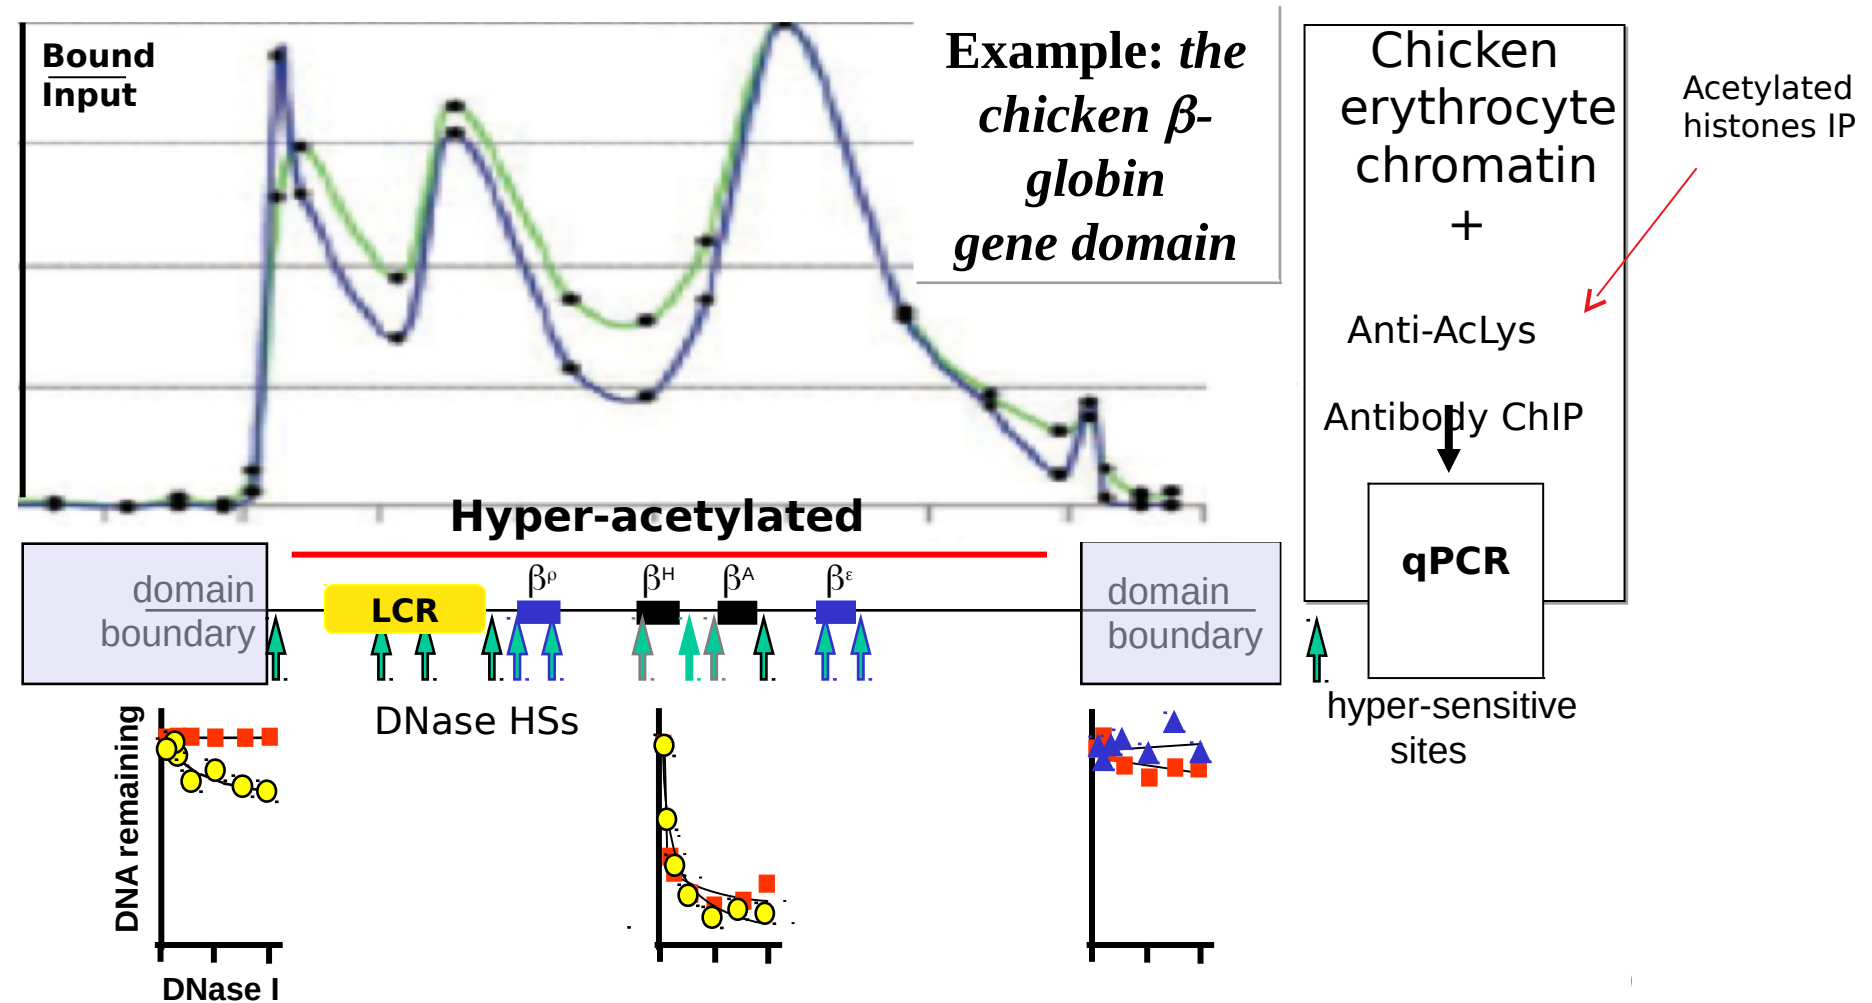 Bound
Input
Example: the
chicken β-
globin
gene domain
Chicken
erythrocyte
chromatin
+
Anti-AcLys
Antibody ChIP
qPCR
Acetylated
histones IP
Hyper-acetylated
domain
boundary
LCR
βρ
βH
βA
βε
domain
boundary
DNase HSs
hyper-sensitive
sites
DNA remaining
DNase I